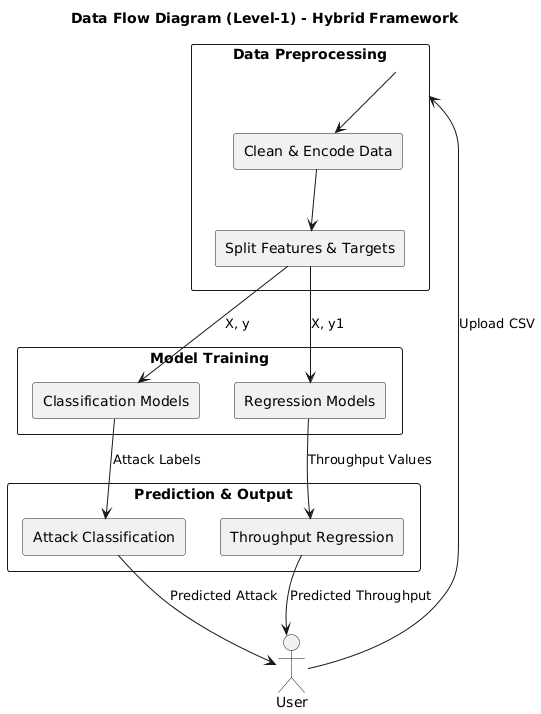 Data Flow Diagram (Level-1) - Hybrid Framework
Data Preprocessing
Clean & Encode Data
Split Features & Targets
X, y
X, y1
Upload CSV
Model Training
Classification Models
Regression Models
Attack Labels
Throughput Values
Prediction & Output
Attack Classification
Throughput Regression
Predicted Attack
Predicted Throughput
User